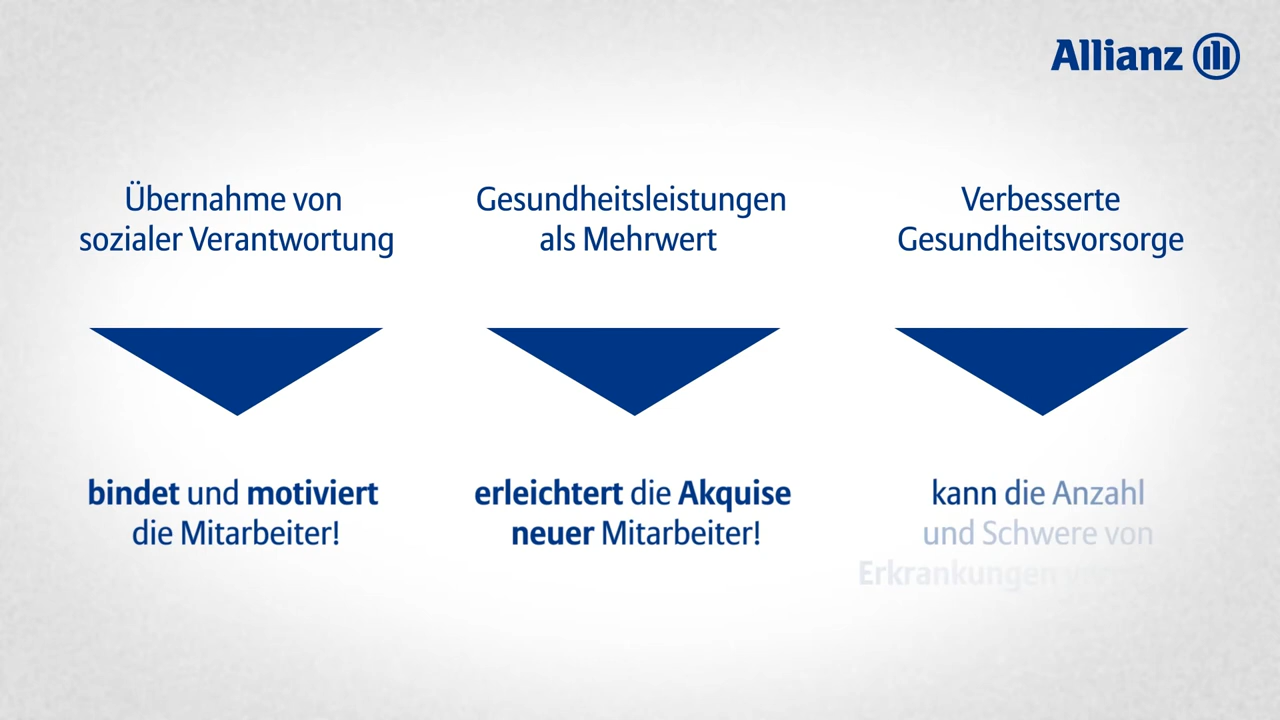 Allianz
Übernahme von
sozialer Verantwortung
Gesundheitsleistungen
als Mehrwert
Verbesserte
Gesundheitsvorsorge
bindet und motiviert
die Mitarbeiter!
erleichtert die Akquise
neuer Mitarbeiter!
kann die Anzahl
und Schwere von
Erkrankungen